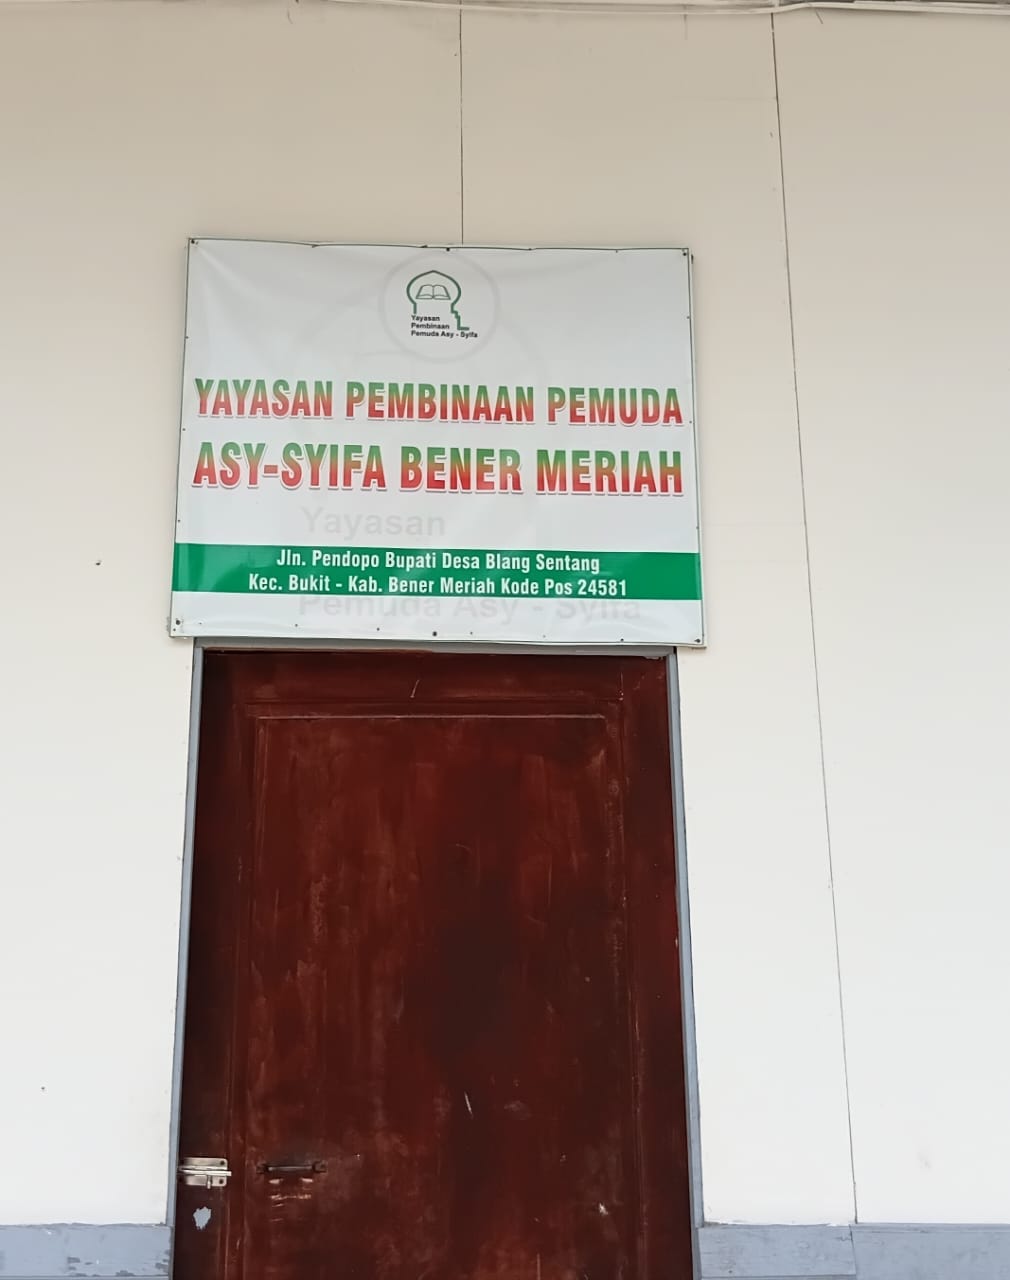 Yayasan
Pembinaan
Pemuda Asy - Syifa
YAYASAN PEMBINAAN PEMUDA
ASY-SYIFA BENER MERIAH
Yayasan
Jln. Pendopo Bupati Desa Blang Sentang
Kec. Bukit - Kab. Bener Meriah Kode Pos 24581
Pemuda Asy - Syifa